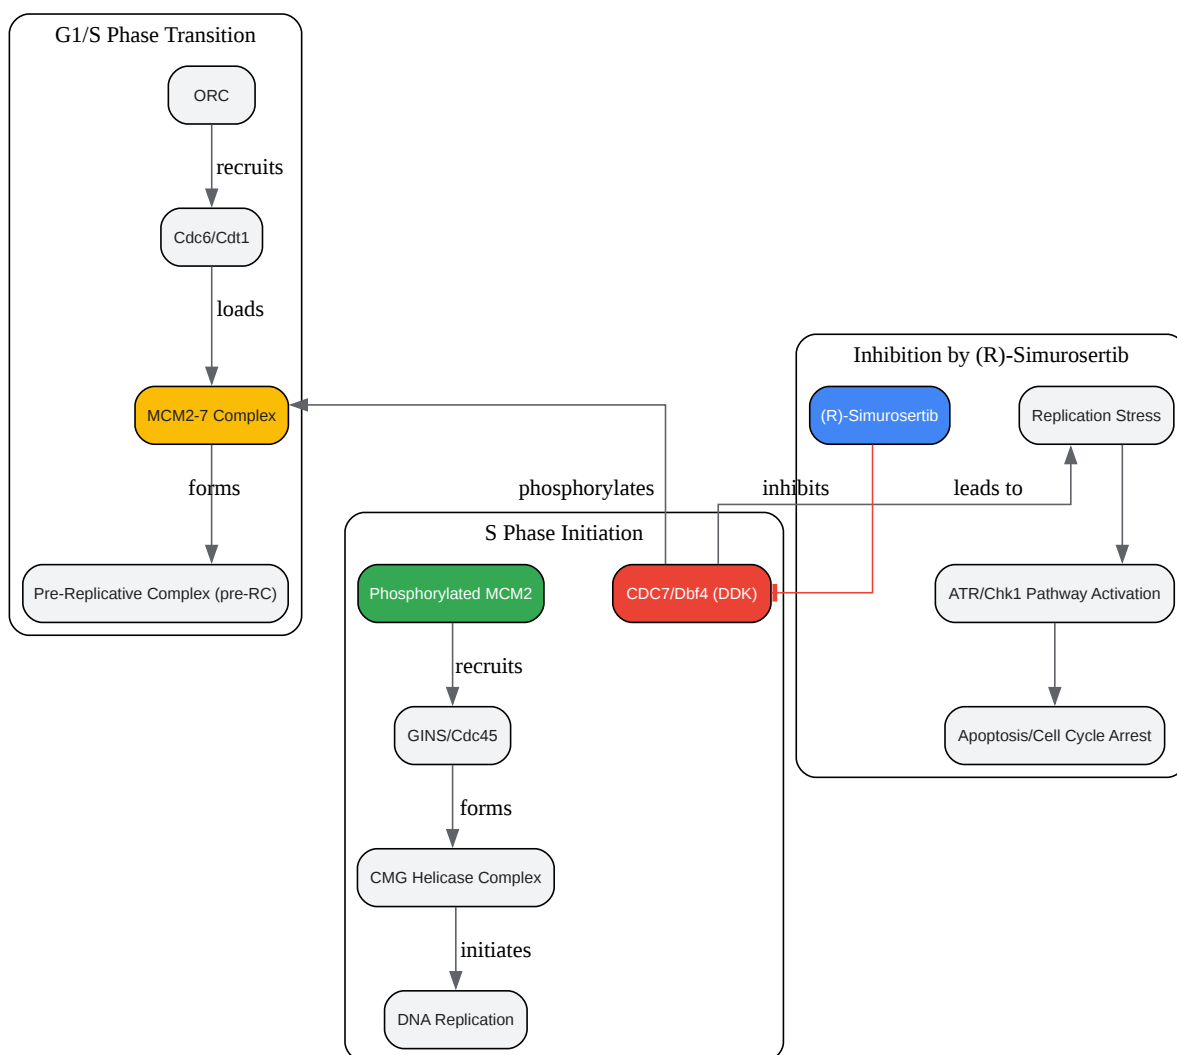 G1/S Phase Transition
ORC
recruits
Cdc6/Cdt1
loads
MCM2-7 Complex
forms
Pre-Replicative Complex (pre-RC)
phosphorylates
inhibits
leads to
S Phase Initiation
Phosphorylated MCM2
CDC7/Dbf4 (DDK)
recruits
GINS/Cdc45
forms
CMG Helicase Complex
initiates
DNA Replication
Inhibition by (R)-Simurosertib
(R)-Simurosertib
Replication Stress
ATR/Chk1 Pathway Activation
Apoptosis/Cell Cycle Arrest